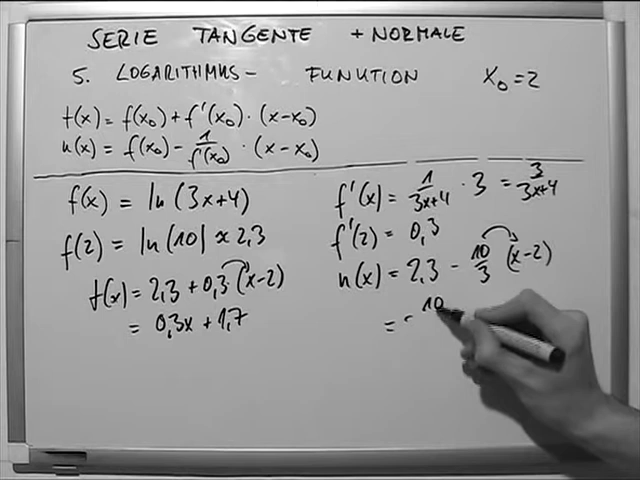 SERIE TANGENTE + NORMALE
5. LOGARITHMUS – FUNKTION x₀ = 2
t(x) = f(x₀) + f'(x₀) · (x-x₀)
n(x) = f(x₀) - 1/f'(x₀) · (x-x₀)
f(x) = ln(3x+4)
f(2) = ln(10) ≈ 2,3
t(x) = 2,3 + 0,3 (x-2)
= 0,3x + 1,7
f'(x) = 1/3x+4 · 3 = 3/3x+4
f'(2) = 0,3
n(x) = 2,3 - 10/3 (x-2)
= - 10